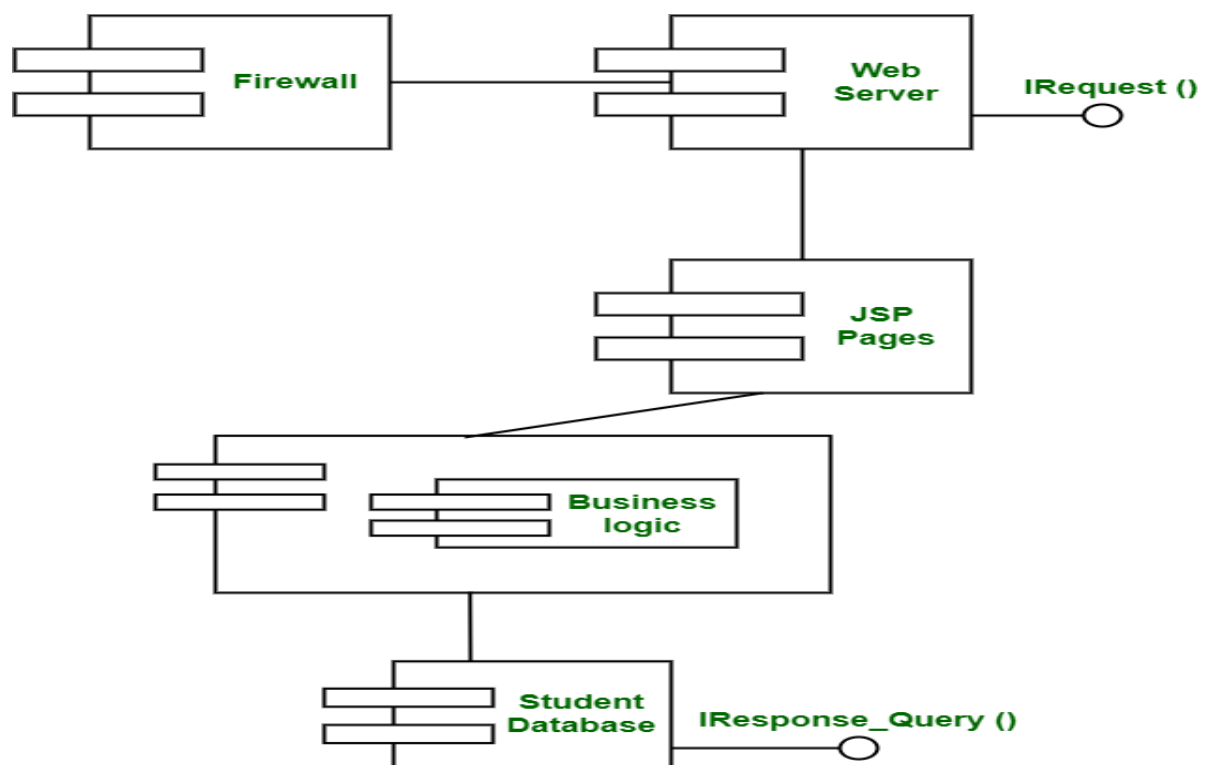 Firewall
Web
Server
IRequest ()
JSP
Pages
Business
logic
Student
Database
IResponse_Query ()